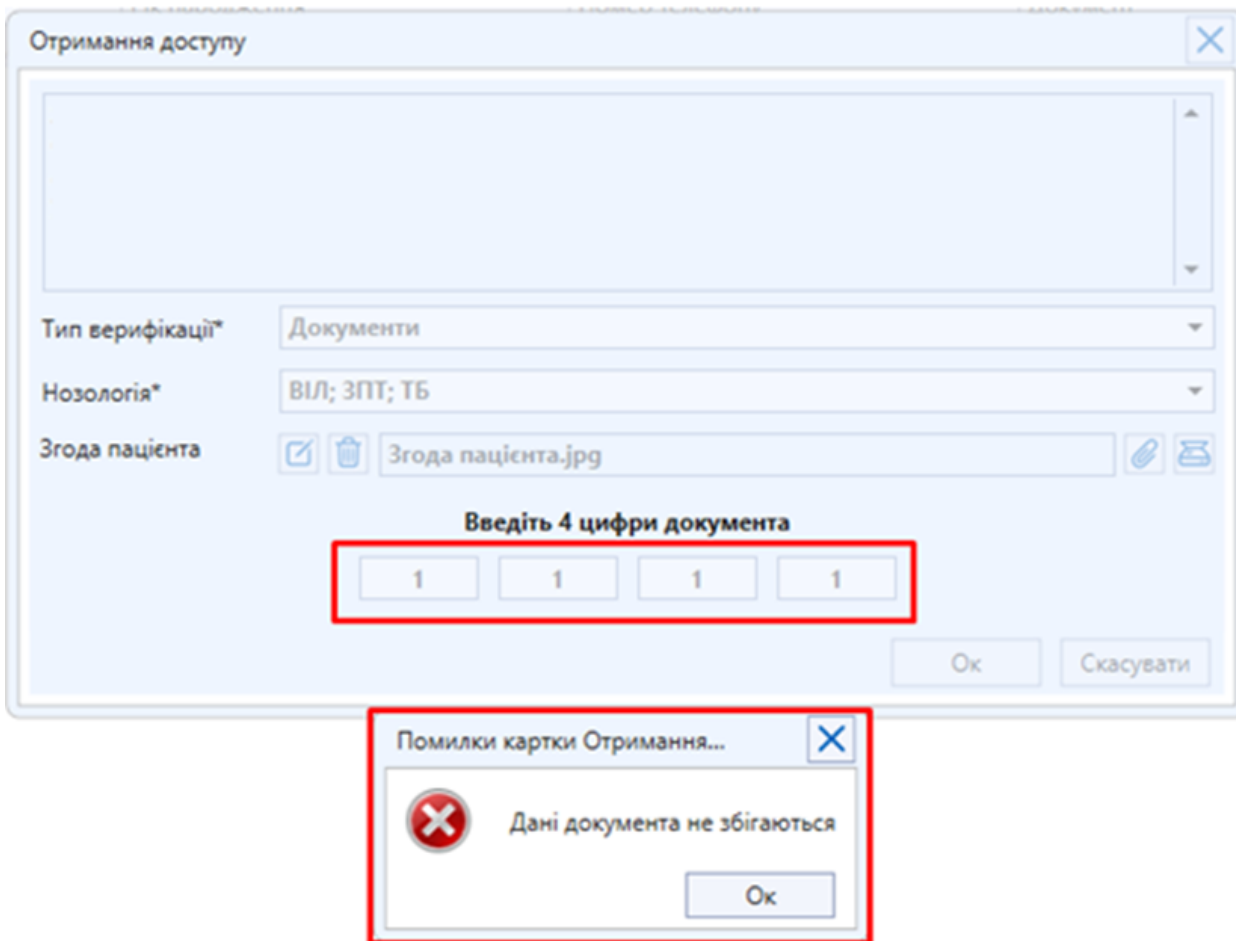 Отримання доступу
Тип верифікації* Документи
Нозологія* ВІЛ; ЗПТ; ТБ
Згода пацієнта Згода пацієнта.jpg
Введіть 4 цифри документа
1 1 1 1
Ок Скасувати
Помилки картки Отримання...
Дані документа не збігаються
Ок